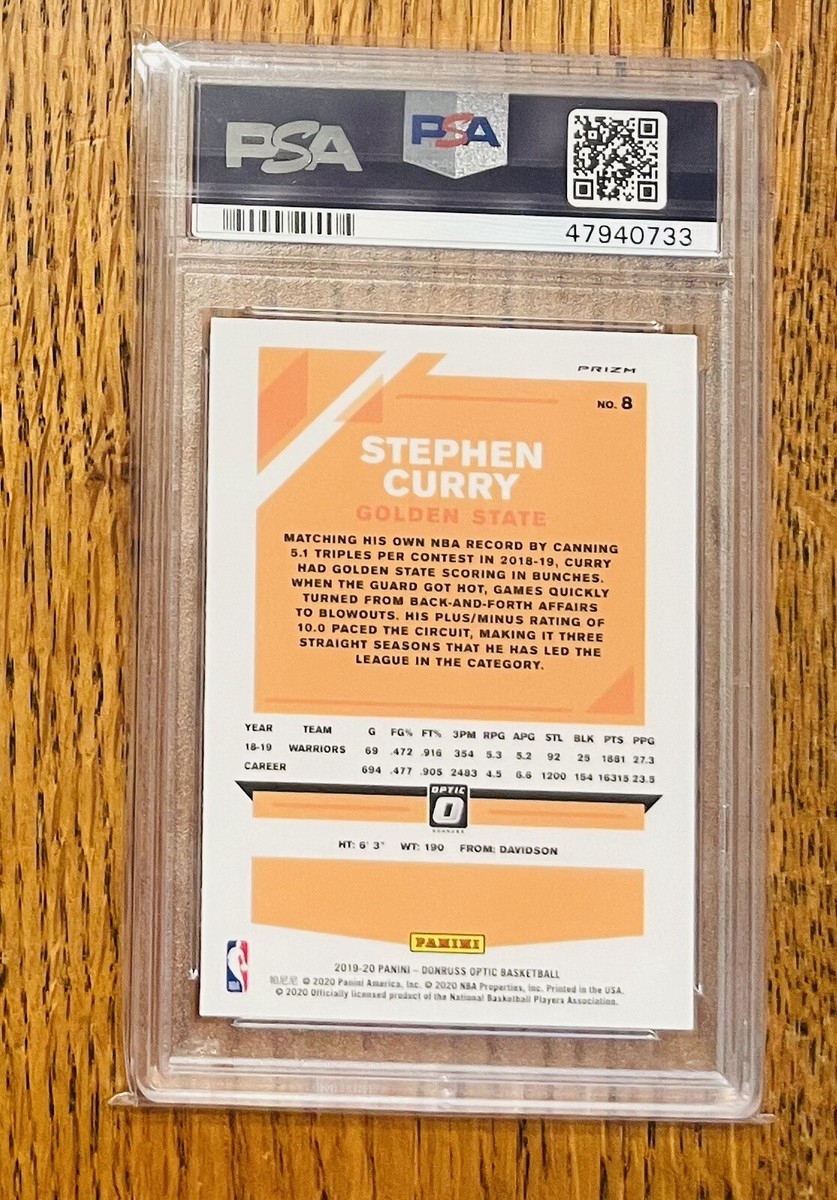 PSA
PSA
47940733
PRIZM
NO. 8
STEPHEN
CURRY
GOLDEN STATE
MATCHING HIS OWN NBA RECORD BY CANNING
5.1 TRIPLES PER CONTEST IN 2018-19, CURRY
HAD GOLDEN STATE SCORING IN BUNCHES.
WHEN THE GUARD GOT HOT, GAMES QUICKLY
TURNED FROM BACK-AND-FORTH AFFAIRS
TO BLOWOUTS. HIS PLUS/MINUS RATING OF
10.0 PACED THE CIRCUIT, MAKING IT THREE
STRAIGHT SEASONS THAT HE HAS LED THE
LEAGUE IN THE CATEGORY.
YEAR TEAM G FG% FT% 3PM RPG APG STL BLK PTS PPG
18-19 WARRIORS 69 .472 .916 354 5.3 5.2 92 25 1881 27.3
CAREER 694 .477 .905 2483 4.5 6.6 1200 154 16315 23.5
OPTIC
O
DONRUSS
HT: 6' 3" WT: 190 FROM: DAVIDSON
PANINI
NBA
2019-20 PANINI – DONRUSS OPTIC BASKETBALL
帕尼尼 © 2020 Panini America, Inc. © 2020 NBA Properties, Inc. Printed in the USA.
© 2020 Officially licensed product of the National Basketball Players Association.